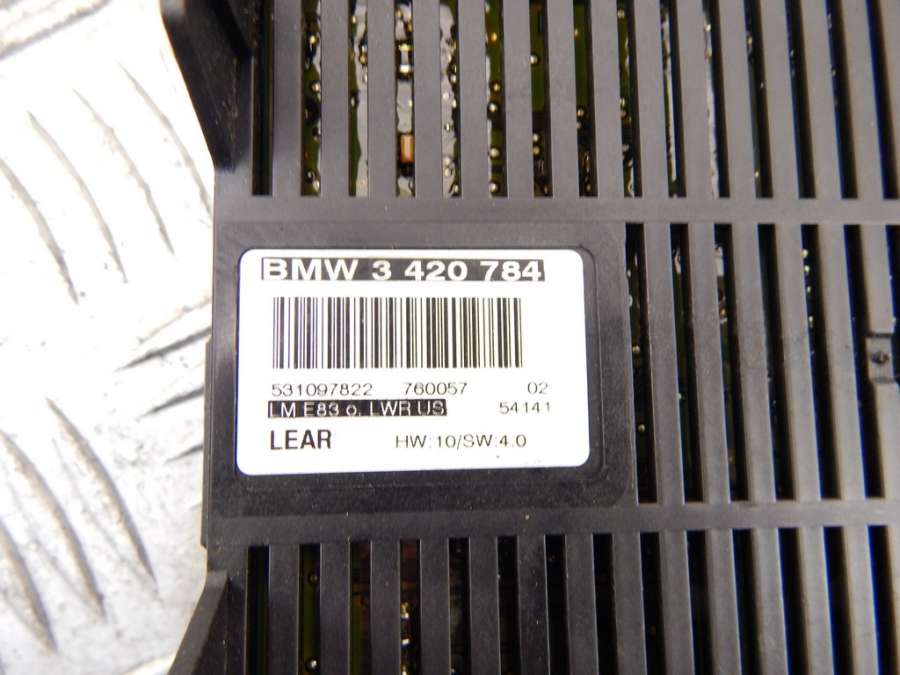 BMW 3 420 784
531097822 760057 02
LM E83 o. LWR US 54141
LEAR HW:10/SW:4.0